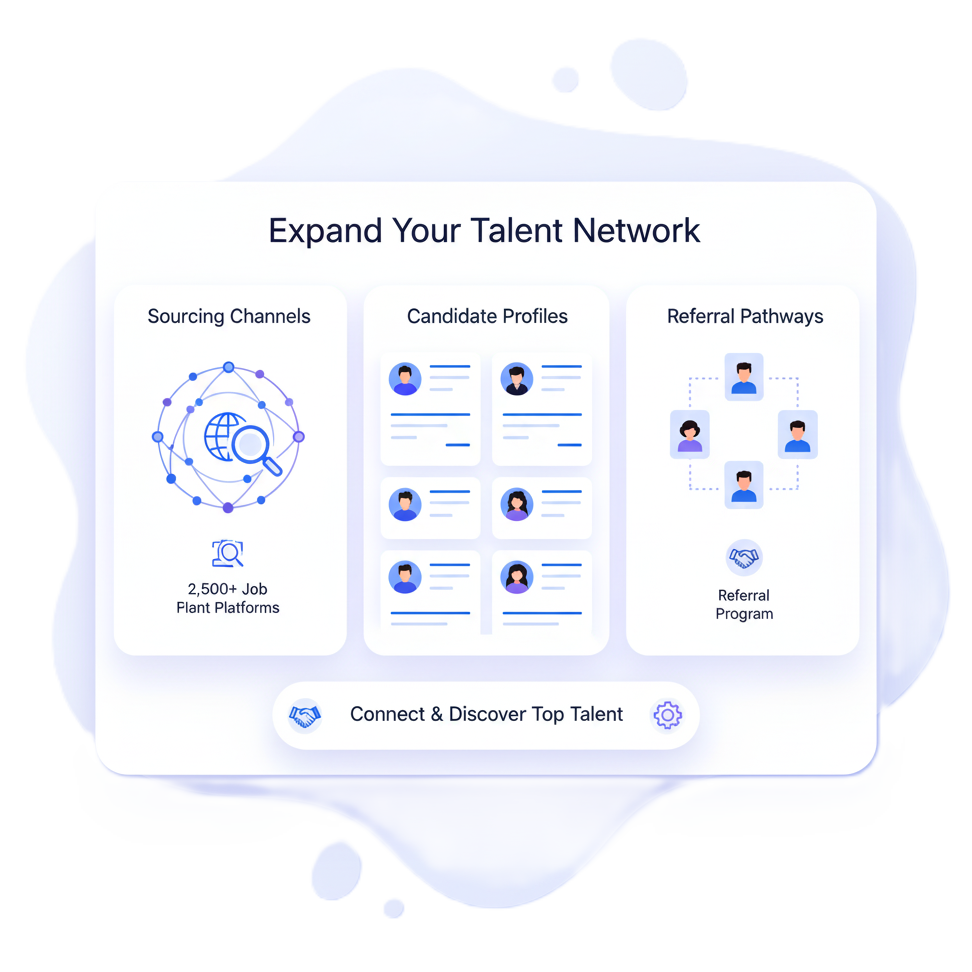 Expand Your Talent Network
Sourcing Channels
2,500+ Job
Plant Platforms
Candidate Profiles
Referral Pathways
Referral
Program
Connect & Discover Top Talent